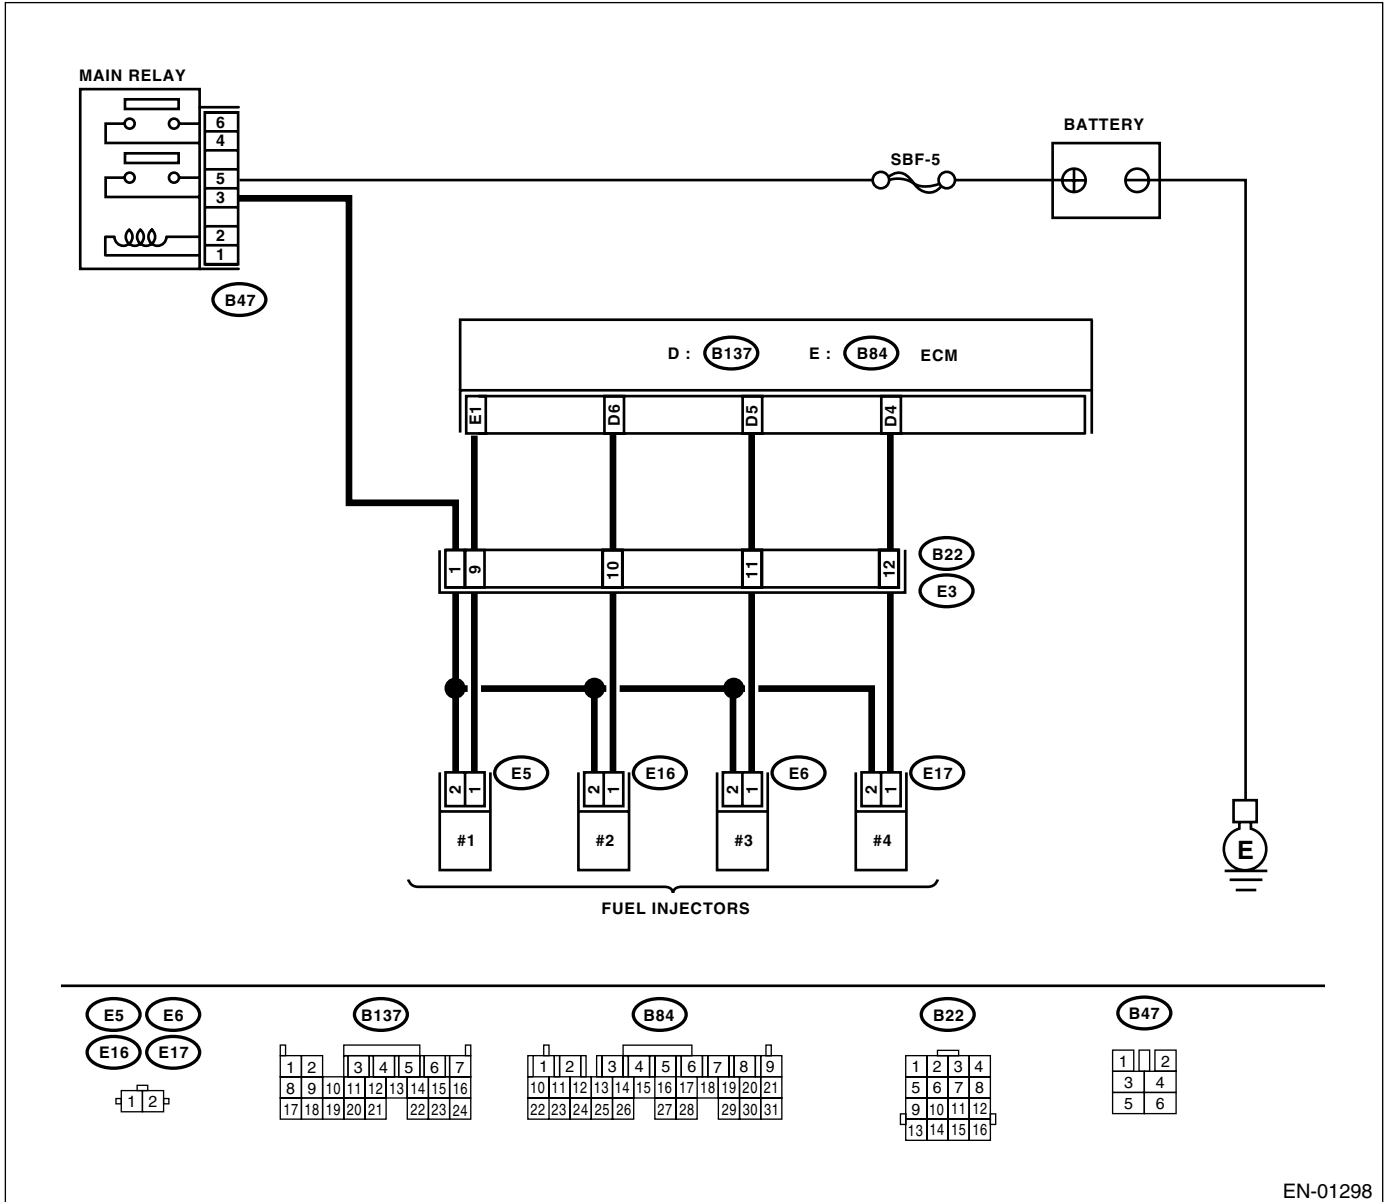 MAIN RELAY
6
4
5
3
2
1
B47
SBF-5
BATTERY
D : B137 E : B84 ECM
E1 D6 D5 D4
1 9 10 11 12
B22
E3
2 1 E5 2 1 E16 2 1 E6 2 1 E17
#1 #2 #3 #4
E
FUEL INJECTORS
E5 E6
E16 E17
1 2
B137
1 2 3 4 5 6 7
8 9 10 11 12 13 14 15 16
17 18 19 20 21 22 23 24
B84
1 2 3 4 5 6 7 8 9
10 11 12 13 14 15 16 17 18 19 20 21
22 23 24 25 26 27 28 29 30 31
B22
1 2 3 4
5 6 7 8
9 10 11 12
13 14 15 16
B47
1 2
3 4
5 6
EN-01298